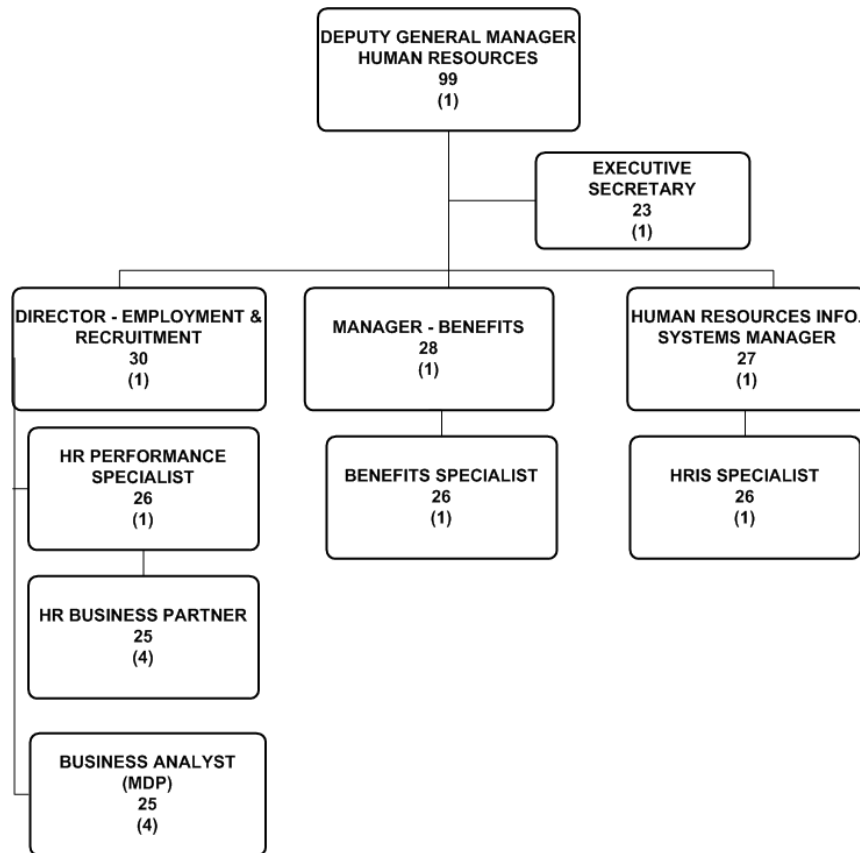 DEPUTY GENERAL MANAGER
HUMAN RESOURCES
99
(1)
EXECUTIVE
SECRETARY
23
(1)
DIRECTOR - EMPLOYMENT &
RECRUITMENT
30
(1)
MANAGER - BENEFITS
28
(1)
HUMAN RESOURCES INFO.
SYSTEMS MANAGER
27
(1)
HR PERFORMANCE
SPECIALIST
26
(1)
BENEFITS SPECIALIST
26
(1)
HRIS SPECIALIST
26
(1)
HR BUSINESS PARTNER
25
(4)
BUSINESS ANALYST
(MDP)
25
(4)